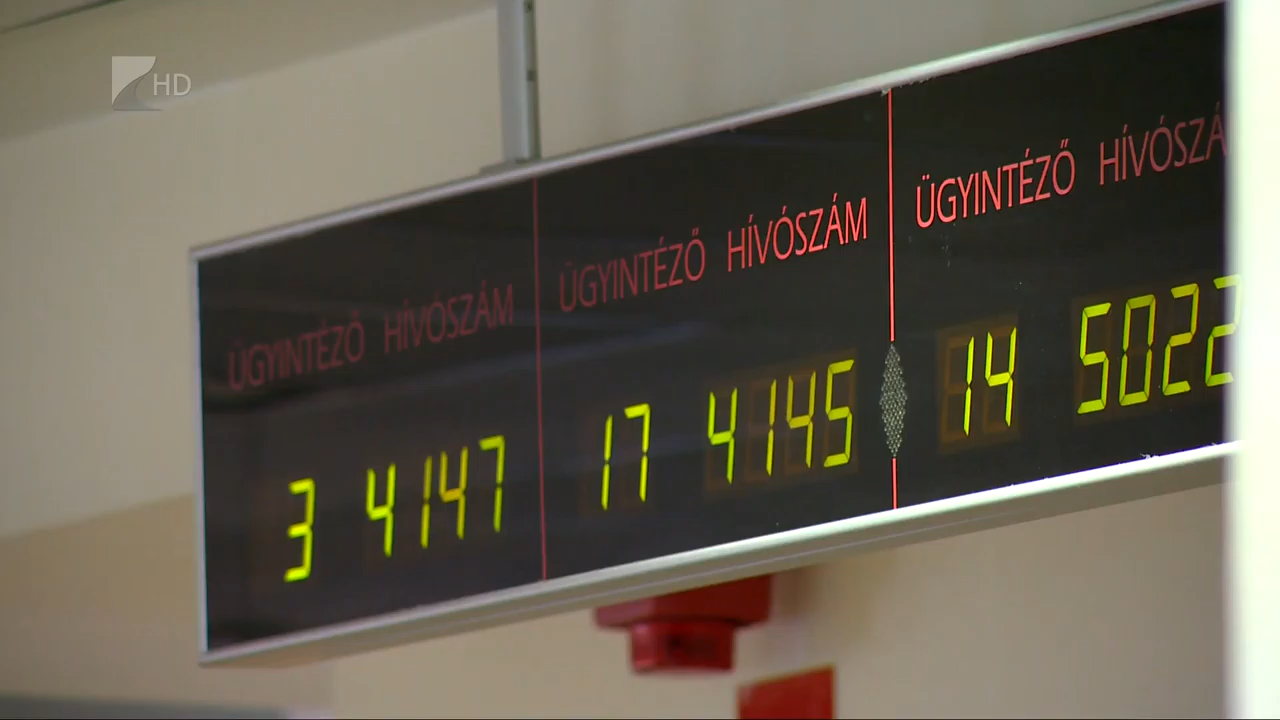 HD
ÜGYINTÉZŐ HÍVÓSZÁM
3 4147
ÜGYINTÉZŐ HÍVÓSZÁM
17 4145
ÜGYINTÉZŐ HÍVÓSZÁ
14 5022